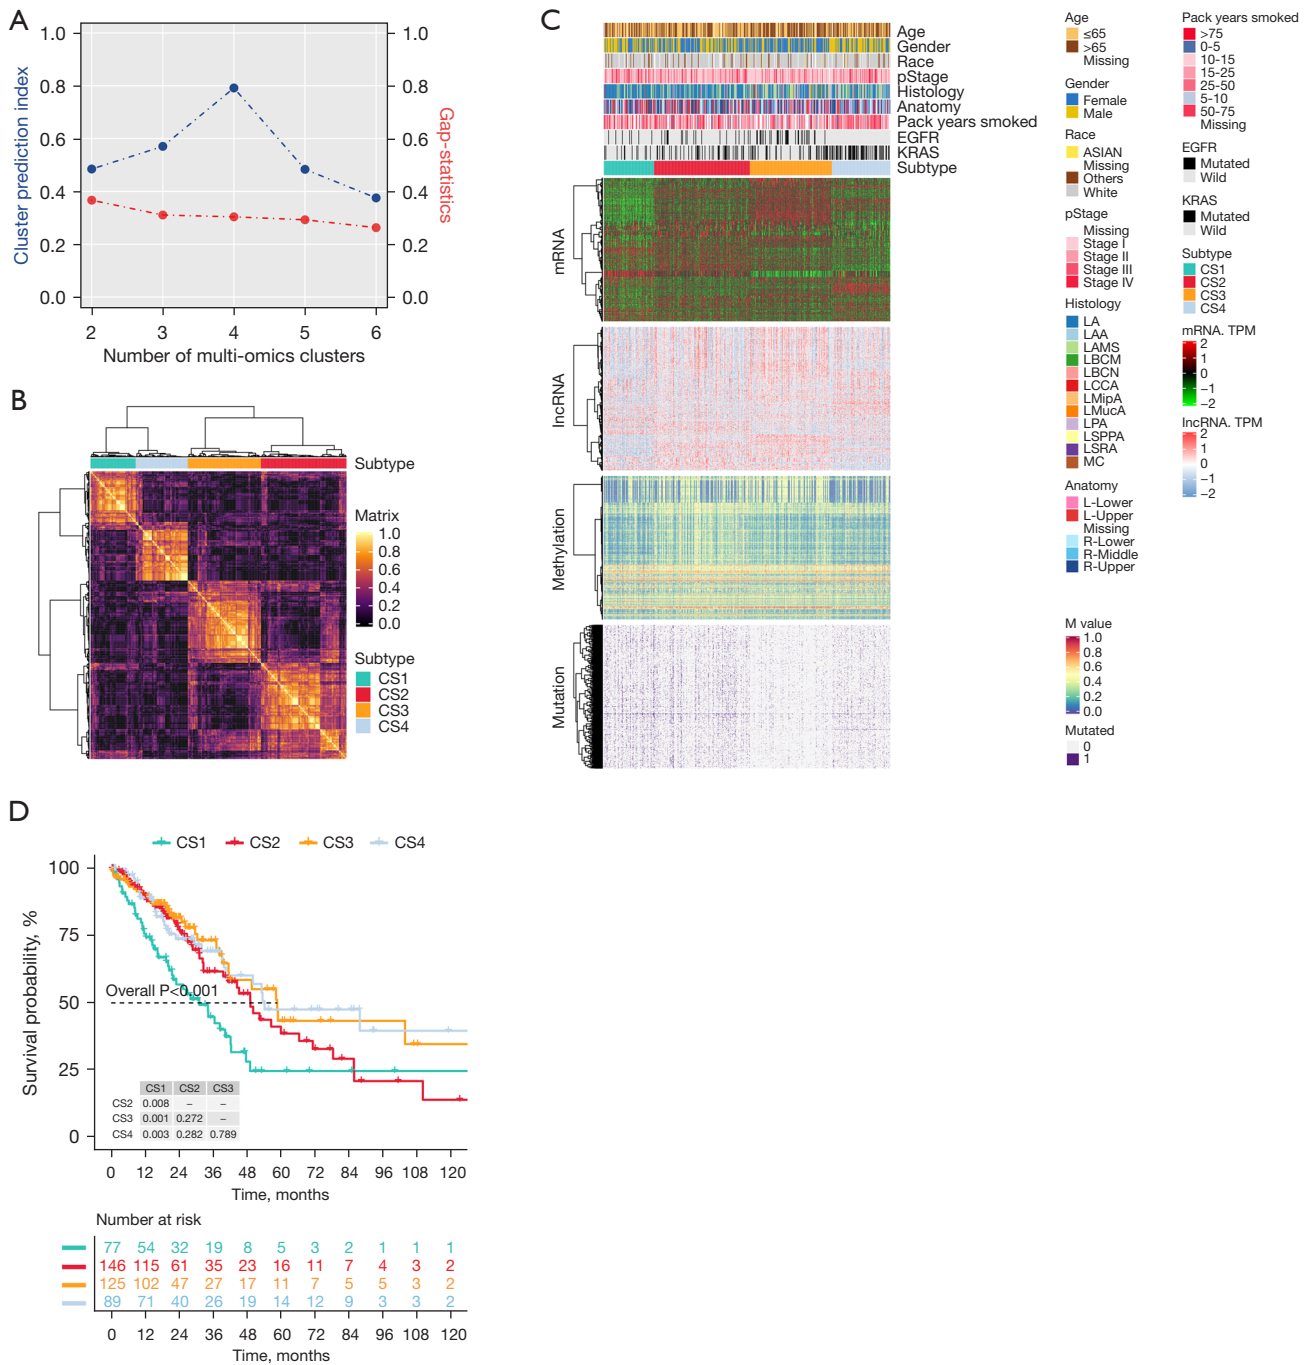 A
1.0
0.8
0.6
0.4
0.2
0.0
Cluster prediction index
1.0
0.8
0.6
0.4
0.2
0.0
Gap-statistics
2 3 4 5 6
Number of multi-omics clusters
B
Subtype
Matrix
1.0
0.8
0.6
0.4
0.2
0.0
Subtype
CS1
CS2
CS3
CS4
C
Age
Gender
Race
pStage
Histology
Anatomy
Pack years smoked
EGFR
KRAS
Subtype
mRNA
lncRNA
Methylation
Mutation
Age
≤65
>65
Missing
Gender
Female
Male
Race
ASIAN
Missing
Others
White
pStage
Missing
Stage I
Stage II
Stage III
Stage IV
Histology
LA
LAA
LAMS
LBCM
LBCN
LCCA
LMipA
LMucA
LPA
LSPPA
LSRA
MC
Anatomy
L-Lower
L-Upper
Missing
R-Lower
R-Middle
R-Upper
M value
1.0
0.8
0.6
0.4
0.2
0.0
Mutated
0
1
Pack years smoked
>75
0-5
10-15
15-25
25-50
5-10
50-75
Missing
EGFR
Mutated
Wild
KRAS
Mutated
Wild
Subtype
CS1
CS2
CS3
CS4
mRNA. TPM
2
1
0
−1
−2
lncRNA. TPM
2
1
0
−1
−2
D
CS1 CS2 CS3 CS4
100
75
50
25
0
Survival probability, %
Overall P<0.001
CS1 CS2 CS3
CS2 0.008 – –
CS3 0.001 0.272 –
CS4 0.003 0.282 0.789
0 12 24 36 48 60 72 84 96 108 120
Time, months
Number at risk
77 54 32 19 8 5 3 2 1 1 1
146 115 61 35 23 16 11 7 4 3 2
125 102 47 27 17 11 7 5 5 3 2
89 71 40 26 19 14 12 9 3 3 2
0 12 24 36 48 60 72 84 96 108 120
Time, months